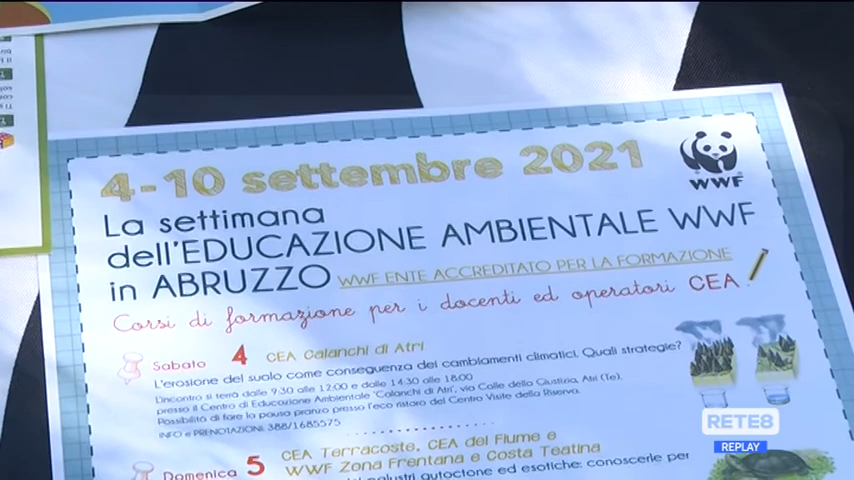 4-10 settembre 2021
WWF
La settimana
dell'EDUCAZIONE AMBIENTALE WWF
in ABRUZZO WWF ENTE ACCREDITATO PER LA FORMAZIONE
Corsi di formazione per i docenti ed operatori CEA
Sabato 4 CEA Calanchi di Atri
L'erosione del suolo come conseguenza dei cambiamenti climatici. Quali strategie?
L'incontro si terrà dalle 9:30 alle 12:00 e dalle 14:30 alle 18:00
presso il Centro di Educazione Ambientale 'Calanchi di Atri', via Colle della Giustizia, Atri (Te).
Possibilità di fare la pausa pranzo presso l'eco ristoro del Centro Visite della Riserva.
INFO e PRENOTAZIONI: 388/1685575
Domenica 5 CEA Terracoste, CEA del Fiume e
WWF Zona Frentana e Costa Teatina
palustri autoctone ed esotiche: conoscerle per
RETE8
REPLAY